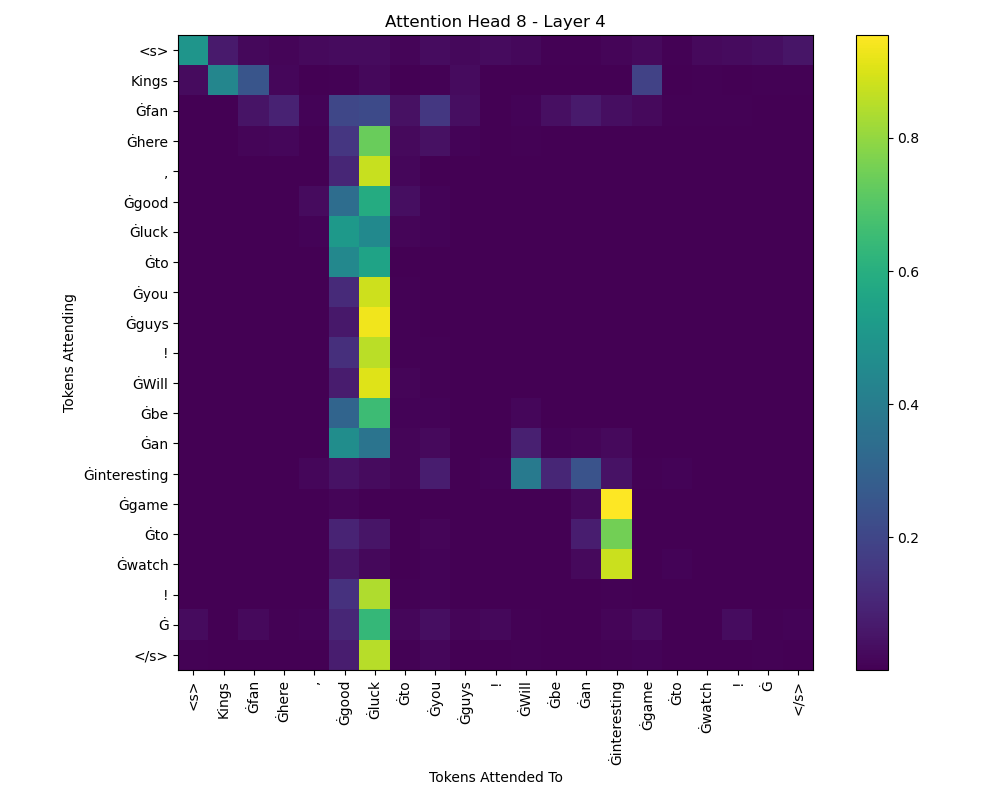 Attention Head 8 - Layer 4
Tokens Attending
<s>
Kings
Ġfan
Ġhere
,
Ġgood
Ġluck
Ġto
Ġyou
Ġguys
!
ĠWill
Ġbe
Ġan
Ġinteresting
Ġgame
Ġto
Ġwatch
!
Ġ
</s>
<s>
Kings
Ġfan
Ġhere
,
Ġgood
Ġluck
Ġto
Ġyou
Ġguys
!
ĠWill
Ġbe
Ġan
Ġinteresting
Ġgame
Ġto
Ġwatch
!
Ġ
</s>
Tokens Attended To
0.8
0.6
0.4
0.2